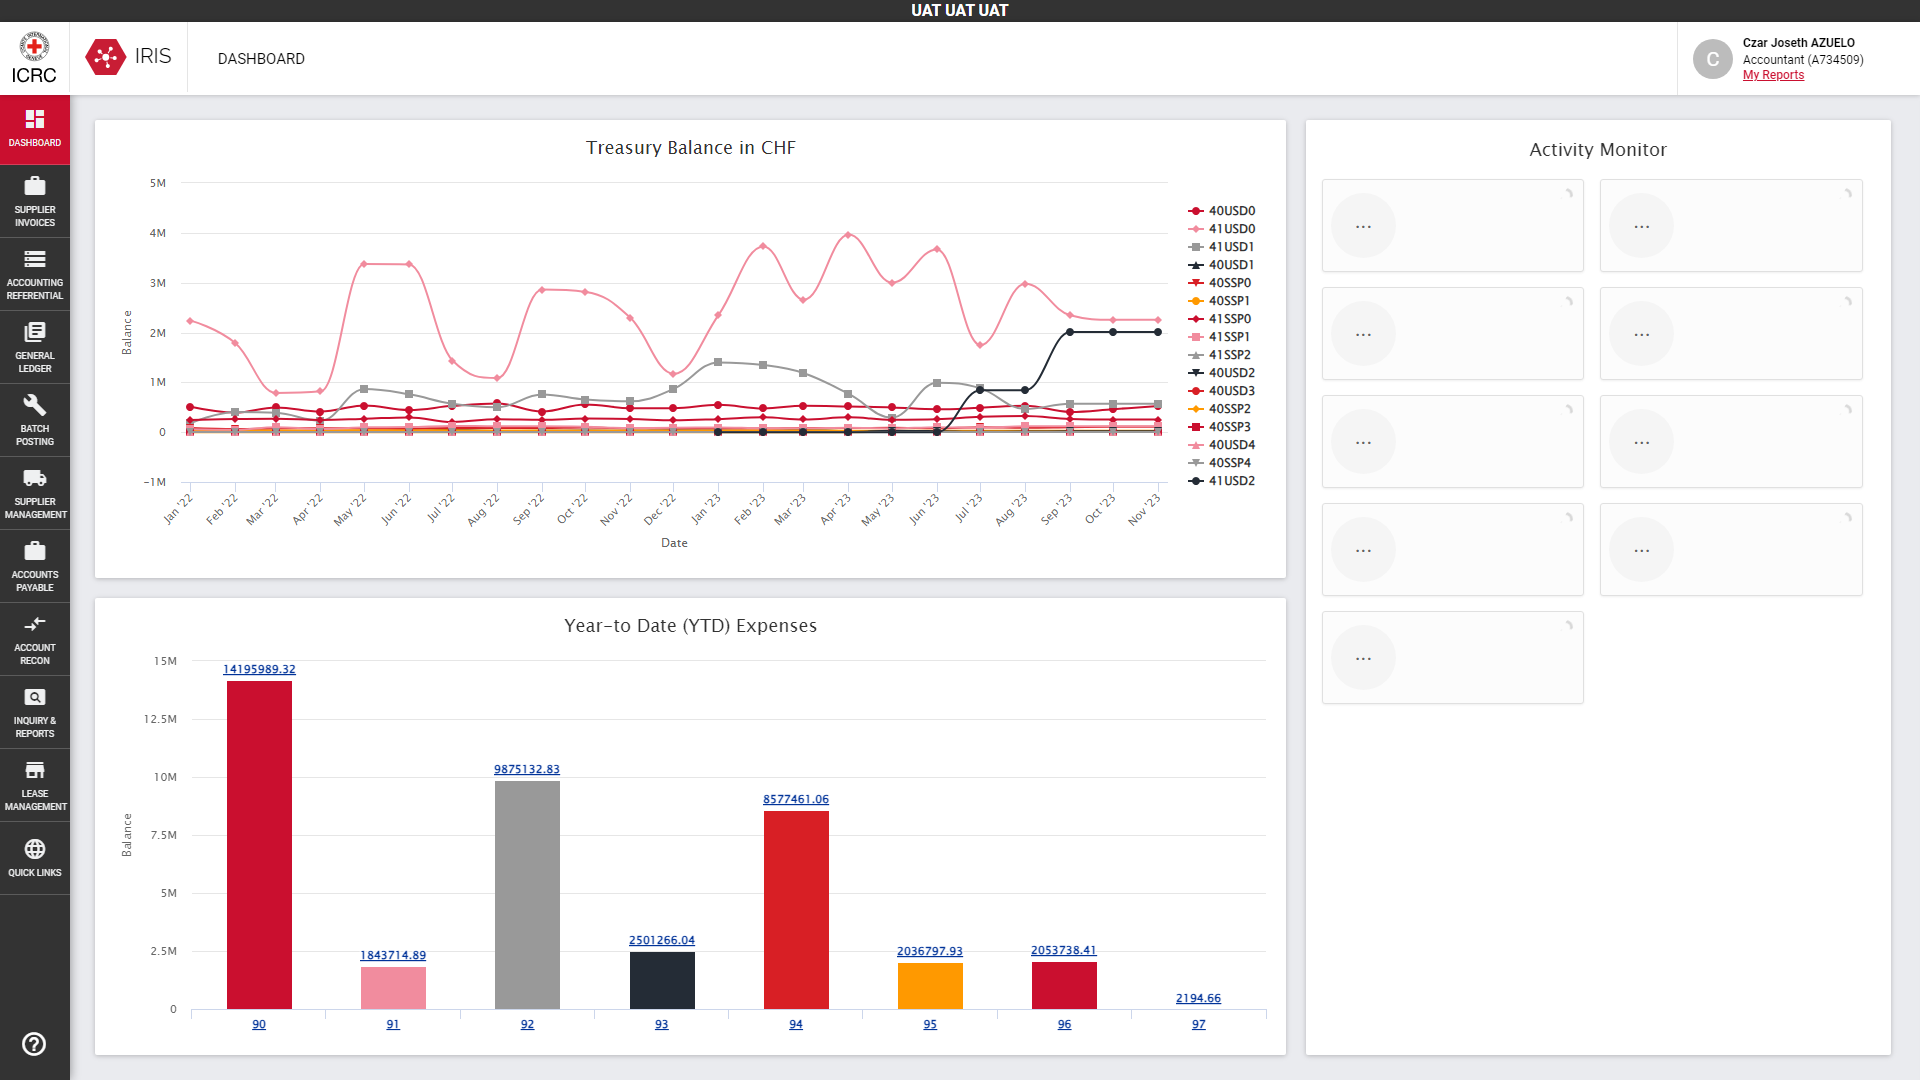 UAT UAT UAT
ICRC
IRIS
DASHBOARD
C
Czar Joseth AZUELO
Accountant (A734509)
My Reports
DASHBOARD
SUPPLIER
INVOICES
ACCOUNTING
REFERENTIAL
GENERAL
LEDGER
BATCH
POSTING
SUPPLIER
MANAGEMENT
ACCOUNTS
PAYABLE
ACCOUNT
RECON
INQUIRY &
REPORTS
LEASE
MANAGEMENT
QUICK LINKS
Treasury Balance in CHF
Balance
5M
4M
3M
2M
1M
0
−1M
Jan '22
Feb '22
Mar '22
Apr '22
May '22
Jun '22
Jul '22
Aug '22
Sep '22
Oct '22
Nov '22
Dec '22
Jan '23
Feb '23
Mar '23
Apr '23
May '23
Jun '23
Jul '23
Aug '23
Sep '23
Oct '23
Nov '23
Date
40USD0
41USD0
41USD1
40USD1
40SSP0
40SSP1
41SSP0
41SSP1
41SSP2
40USD2
40USD3
40SSP2
40SSP3
40USD4
40SSP4
41USD2
Year-to Date (YTD) Expenses
Balance
15M
12.5M
10M
7.5M
5M
2.5M
0
14195989.32
1843714.89
9875132.83
2501266.04
8577461.06
2036797.93
2053738.41
2194.66
90
91
92
93
94
95
96
97
Activity Monitor
...
...
...
...
...
...
...
...
...